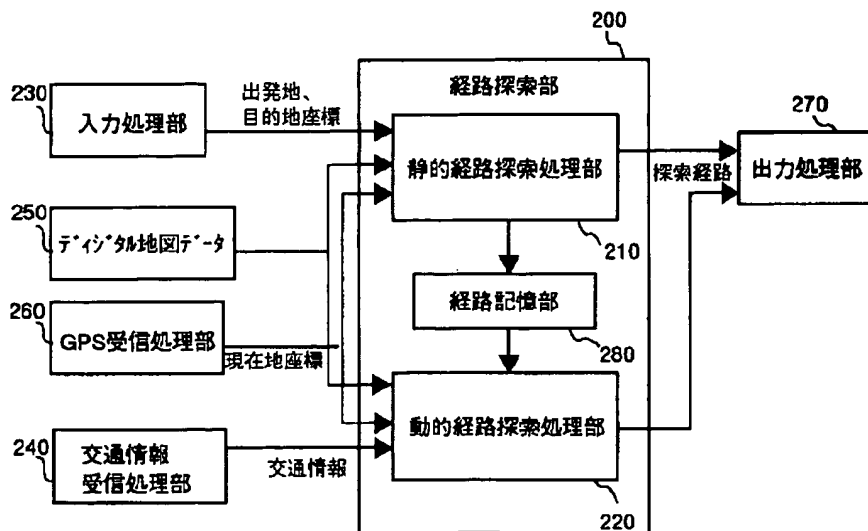 200
経路探索部
230
入力処理部
出発地、
目的地座標
静的経路探索処理部
210
探索経路
270
出力処理部
250
ディジタル地図データ
経路記憶部
280
260
GPS受信処理部
現在地座標
動的経路探索処理部
220
240
交通情報
受信処理部
交通情報